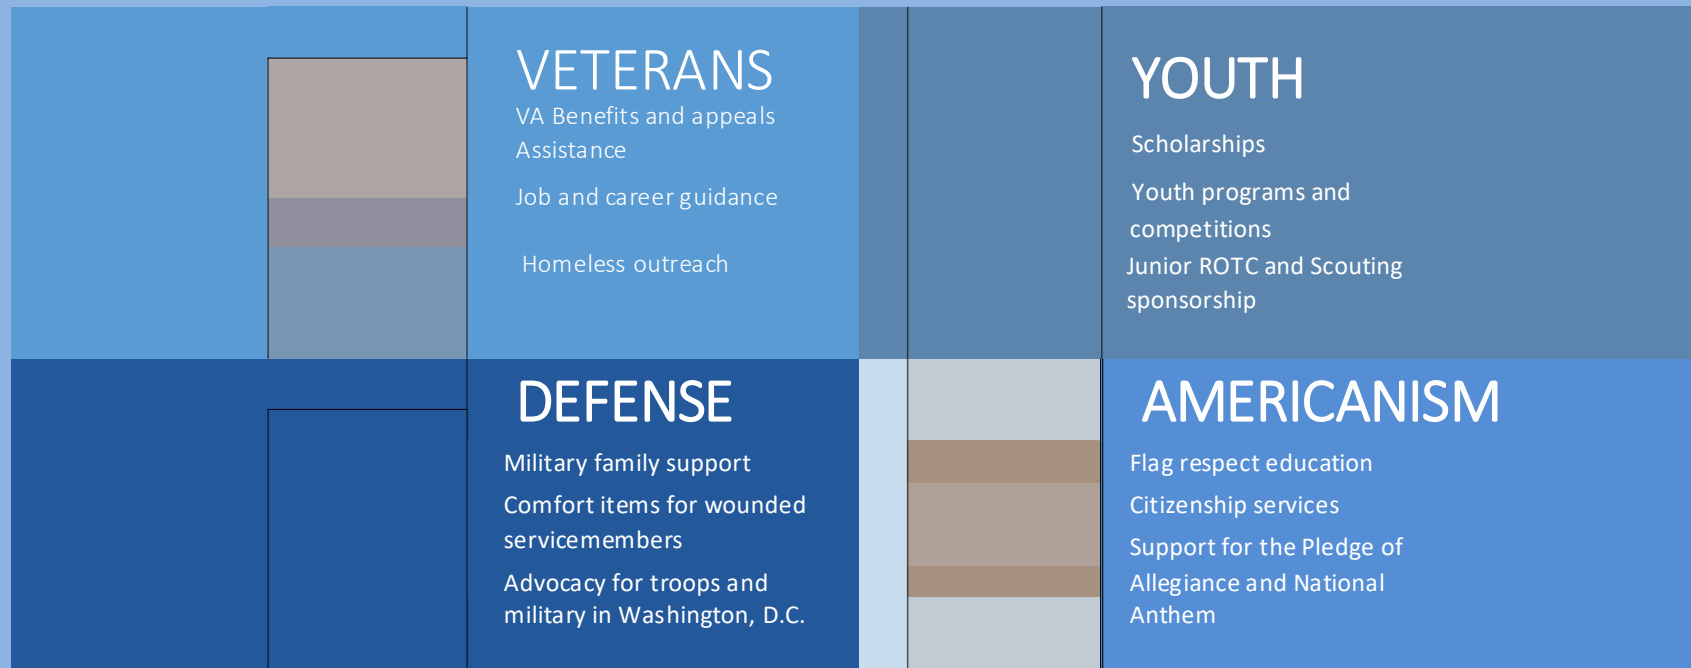 VETERANS
VA Benefits and appeals
Assistance
Job and career guidance
Homeless outreach
YOUTH
Scholarships
Youth programs and
competitions
Junior ROTC and Scouting
sponsorship
DEFENSE
Military family support
Comfort items for wounded
servicemembers
Advocacy for troops and
military in Washington, D.C.
AMERICANISM
Flag respect education
Citizenship services
Support for the Pledge of
Allegiance and National
Anthem